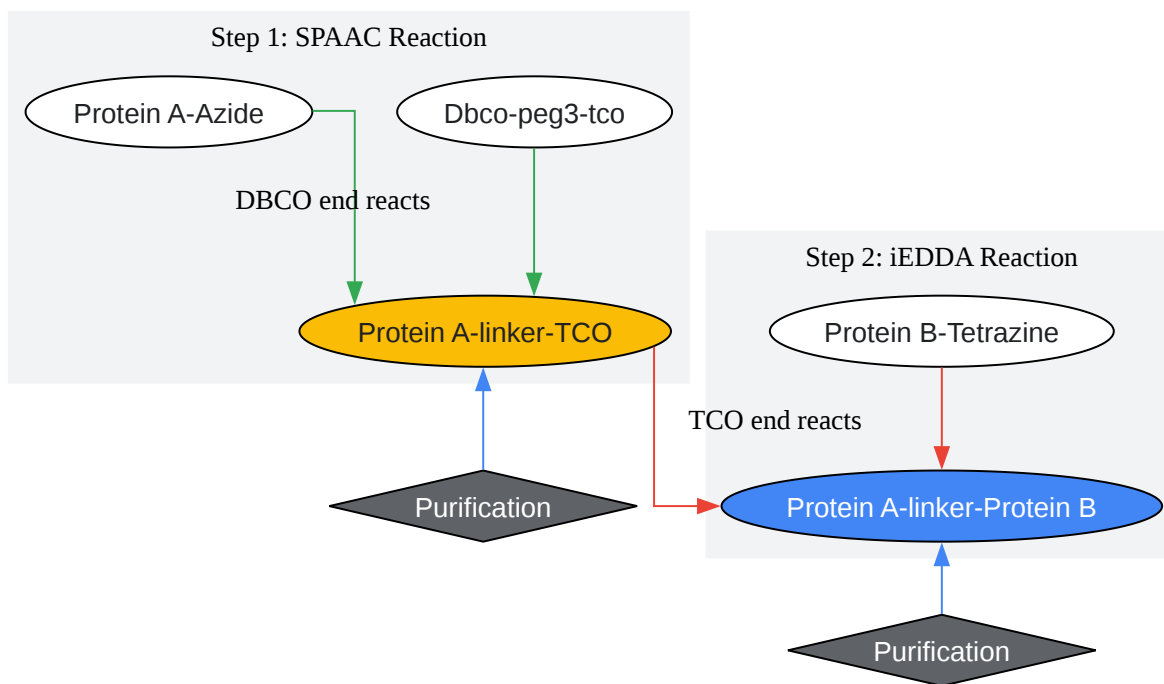 Step 1: SPAAC Reaction
Protein A-Azide
Dbco-peg3-tco
DBCO end reacts
Step 2: iEDDA Reaction
Protein A-linker-TCO
Protein B-Tetrazine
TCO end reacts
Purification
Protein A-linker-Protein B
Purification